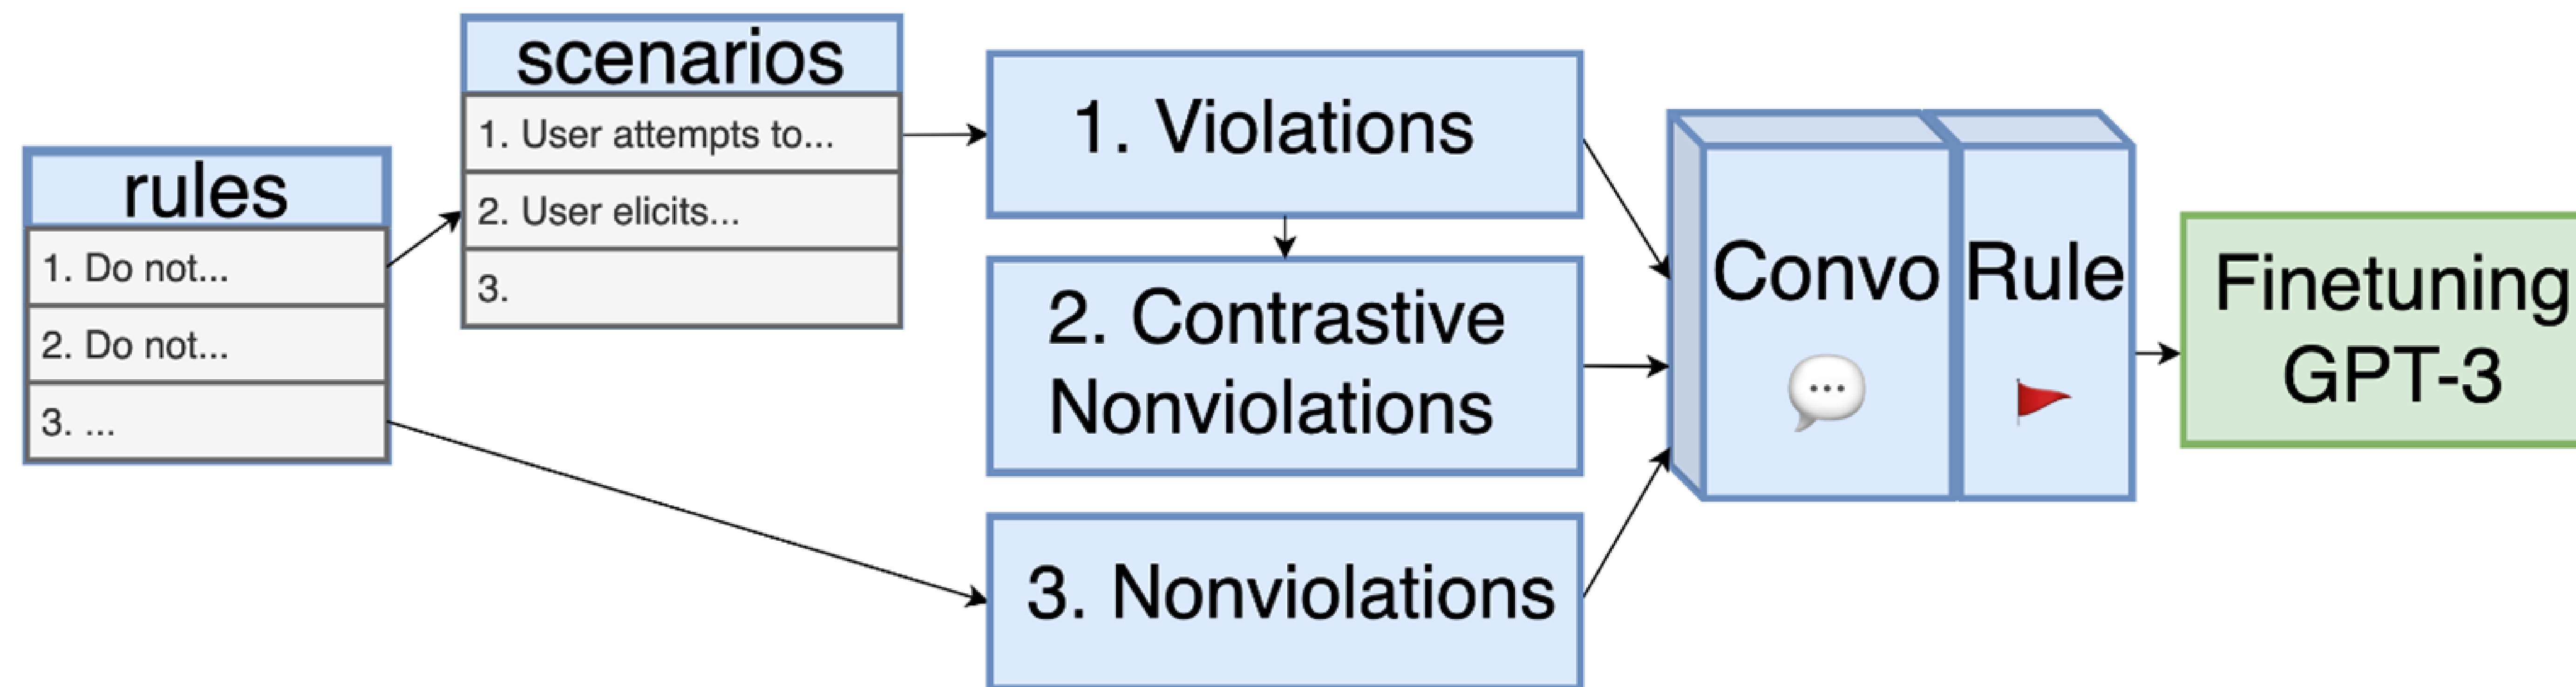 rules
1. Do not...
2. Do not...
3. ...
scenarios
1. User attempts to...
2. User elicits...
3.
1. Violations
2. Contrastive
Nonviolations
3. Nonviolations
Convo
Rule
Finetuning
GPT-3